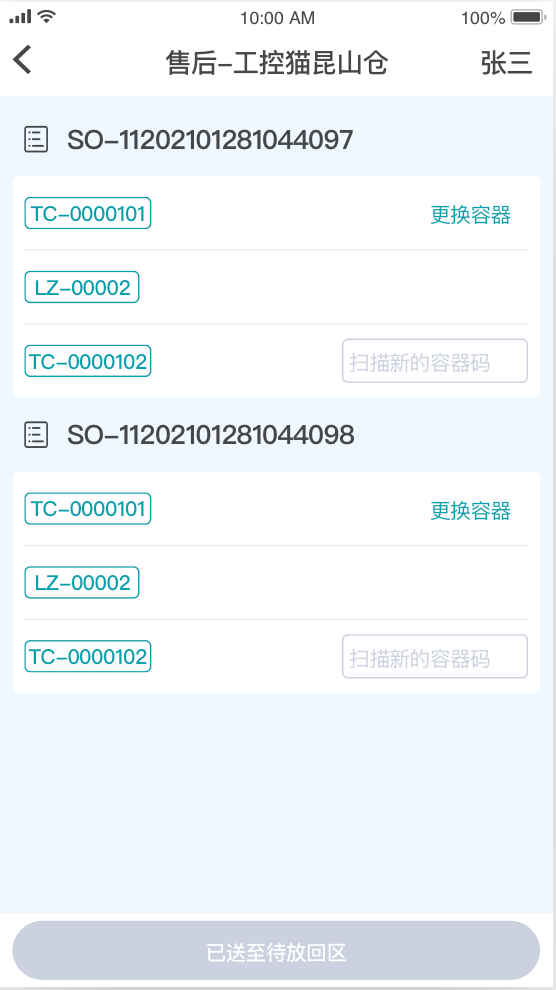 10:00 AM 100%
售后-工控猫昆山仓 张三
SO-11202101281044097
TC-0000101 更换容器
LZ-00002
TC-0000102 扫描新的容器码
SO-11202101281044098
TC-0000101 更换容器
LZ-00002
TC-0000102 扫描新的容器码
已送至待放回区